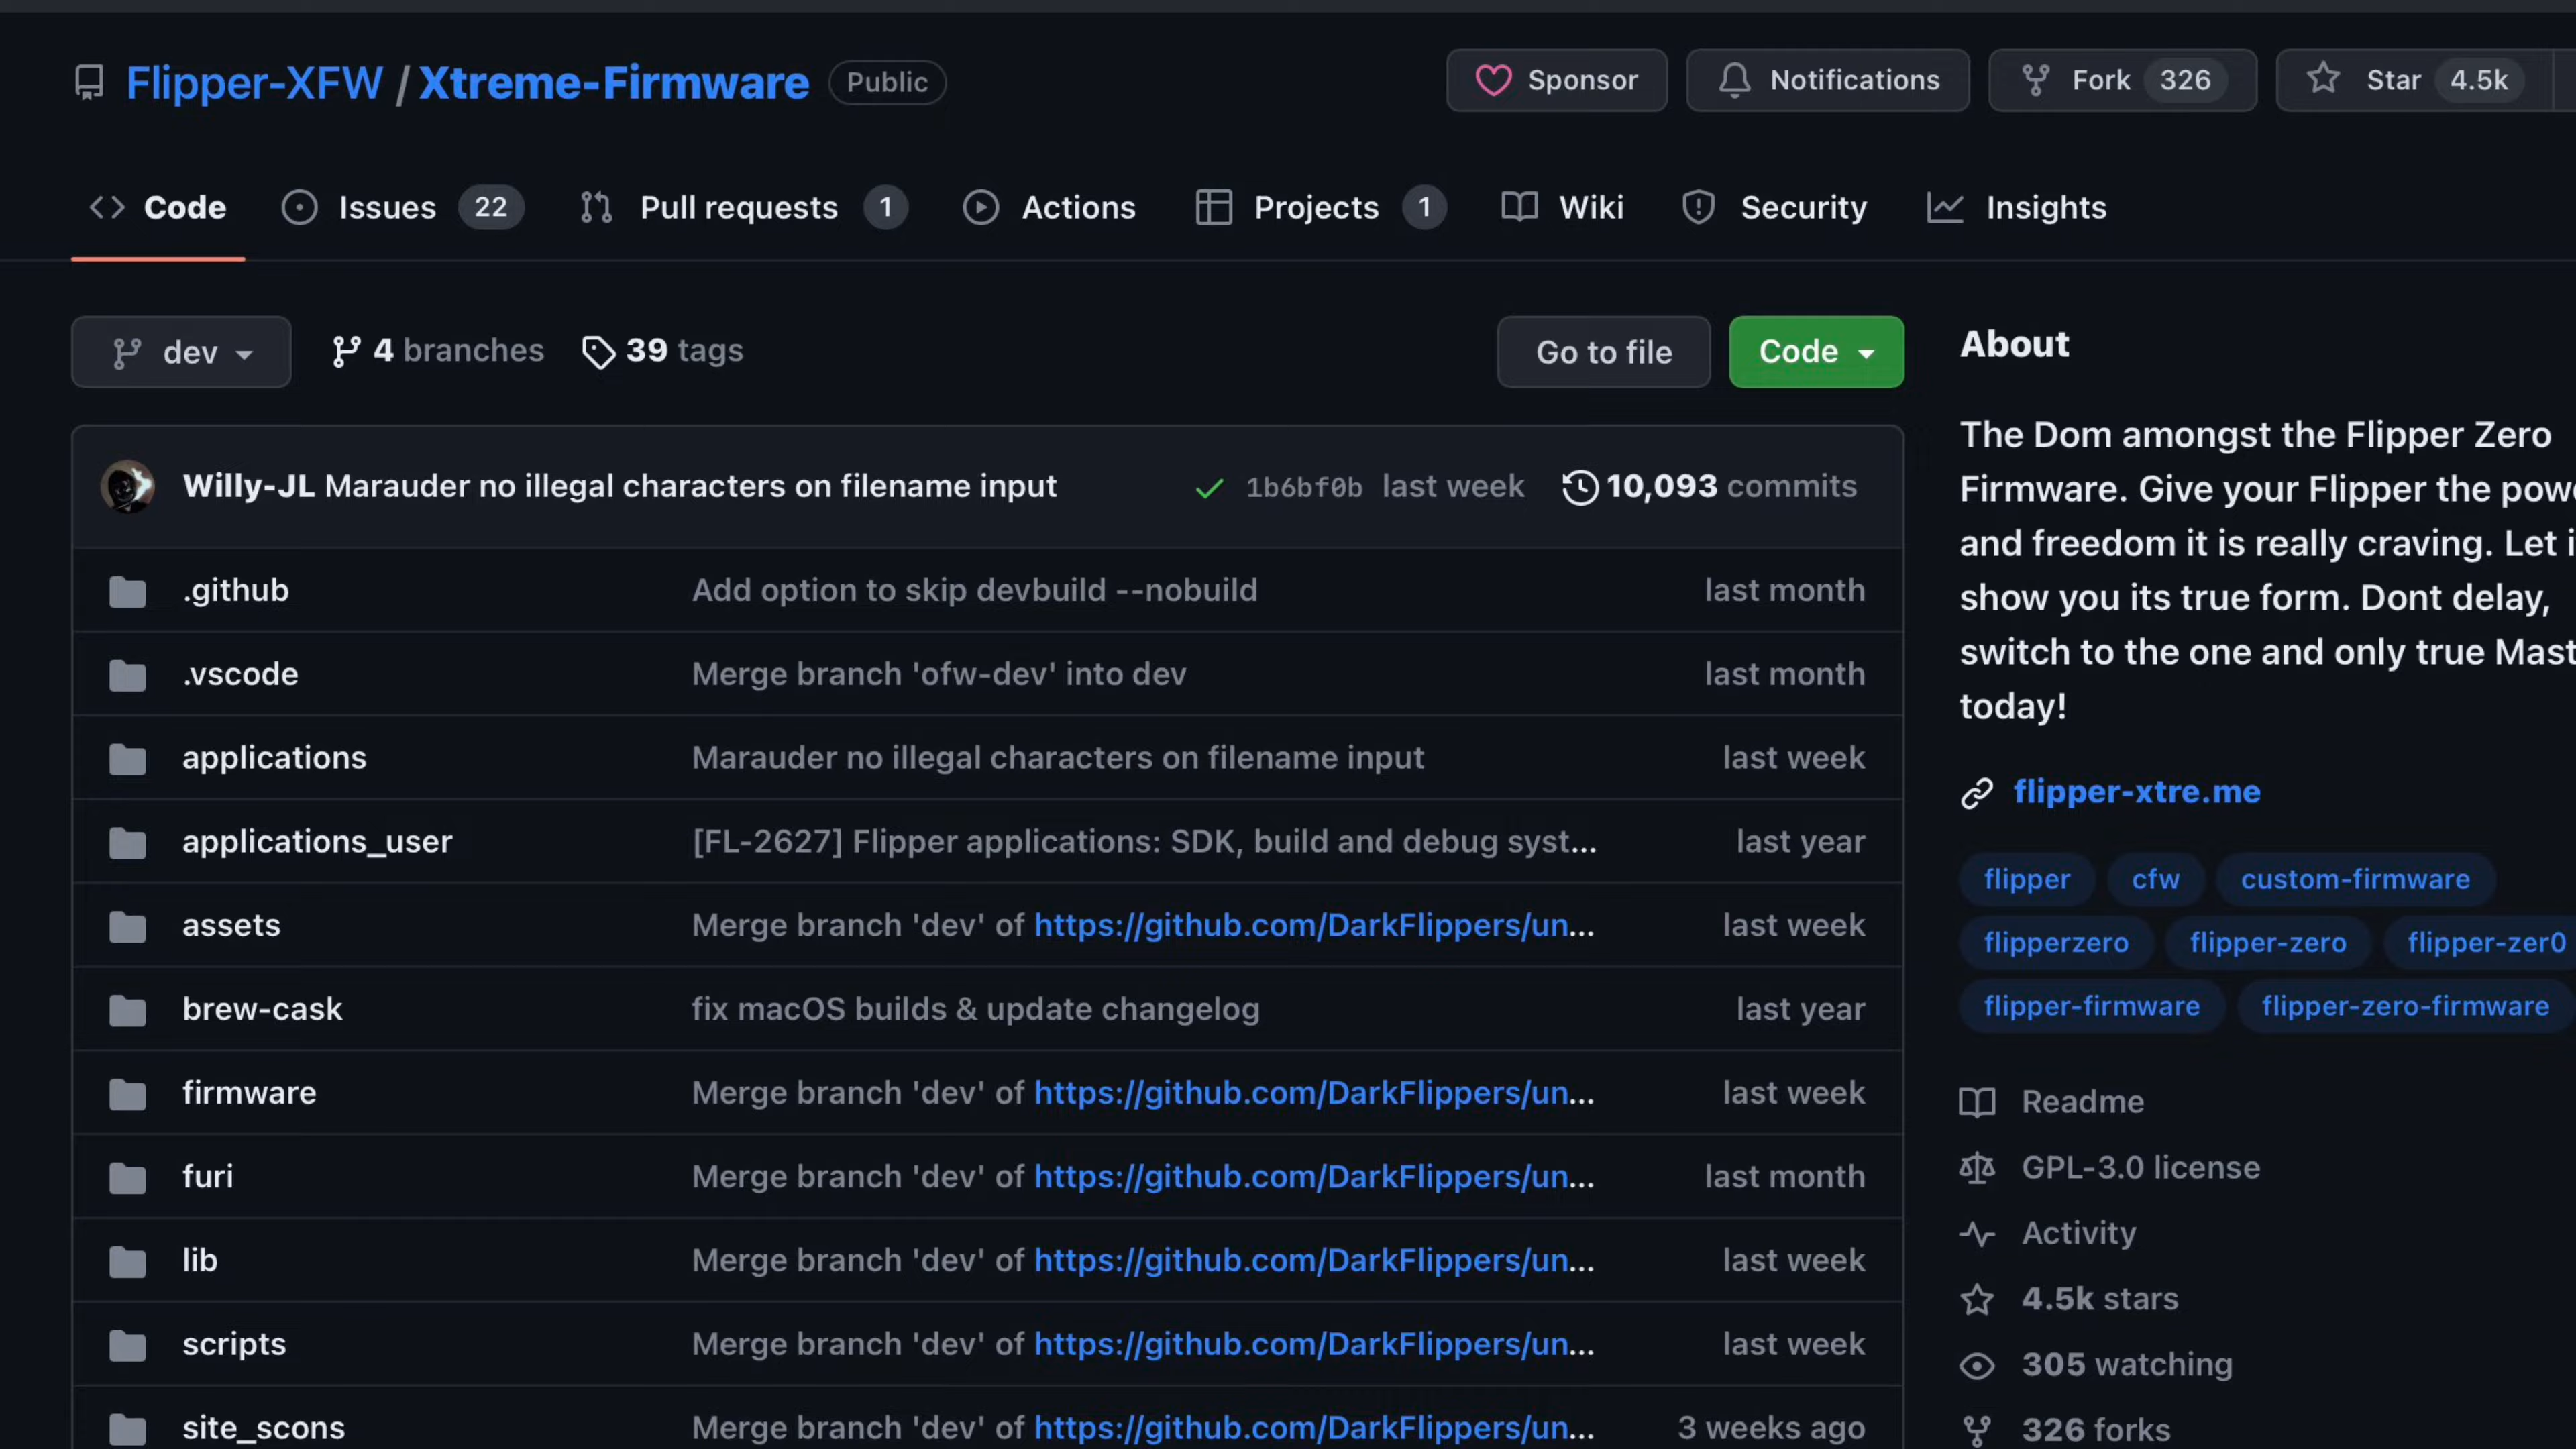 Flipper-XFW / Xtreme-Firmware Public
Sponsor Notifications Fork 326 Star 4.5k
Code Issues 22 Pull requests 1 Actions Projects 1 Wiki Security Insights
dev 4 branches 39 tags Go to file Code
Willy-JL Marauder no illegal characters on filename input 1b6bf0b last week 10,093 commits
.github Add option to skip devbuild --nobuild last month
.vscode Merge branch 'ofw-dev' into dev last month
applications Marauder no illegal characters on filename input last week
applications_user [FL-2627] Flipper applications: SDK, build and debug syst... last year
assets Merge branch 'dev' of https://github.com/DarkFlippers/un... last week
brew-cask fix macOS builds & update changelog last year
firmware Merge branch 'dev' of https://github.com/DarkFlippers/un... last week
furi Merge branch 'dev' of https://github.com/DarkFlippers/un... last month
lib Merge branch 'dev' of https://github.com/DarkFlippers/un... last week
scripts Merge branch 'dev' of https://github.com/DarkFlippers/un... last week
site_scons Merge branch 'dev' of https://github.com/DarkFlippers/un... 3 weeks ago
About
The Dom amongst the Flipper Zero
Firmware. Give your Flipper the
and freedom it is really craving. Let
show you its true form. Dont delay,
switch to the one and only true
today!
flipper-xtre.me
flipper cfw custom-firmware
flipperzero flipper-zero flipper-zer0
flipper-firmware flipper-zero-firmware
Readme
GPL-3.0 license
Activity
4.5k stars
305 watching
326 forks